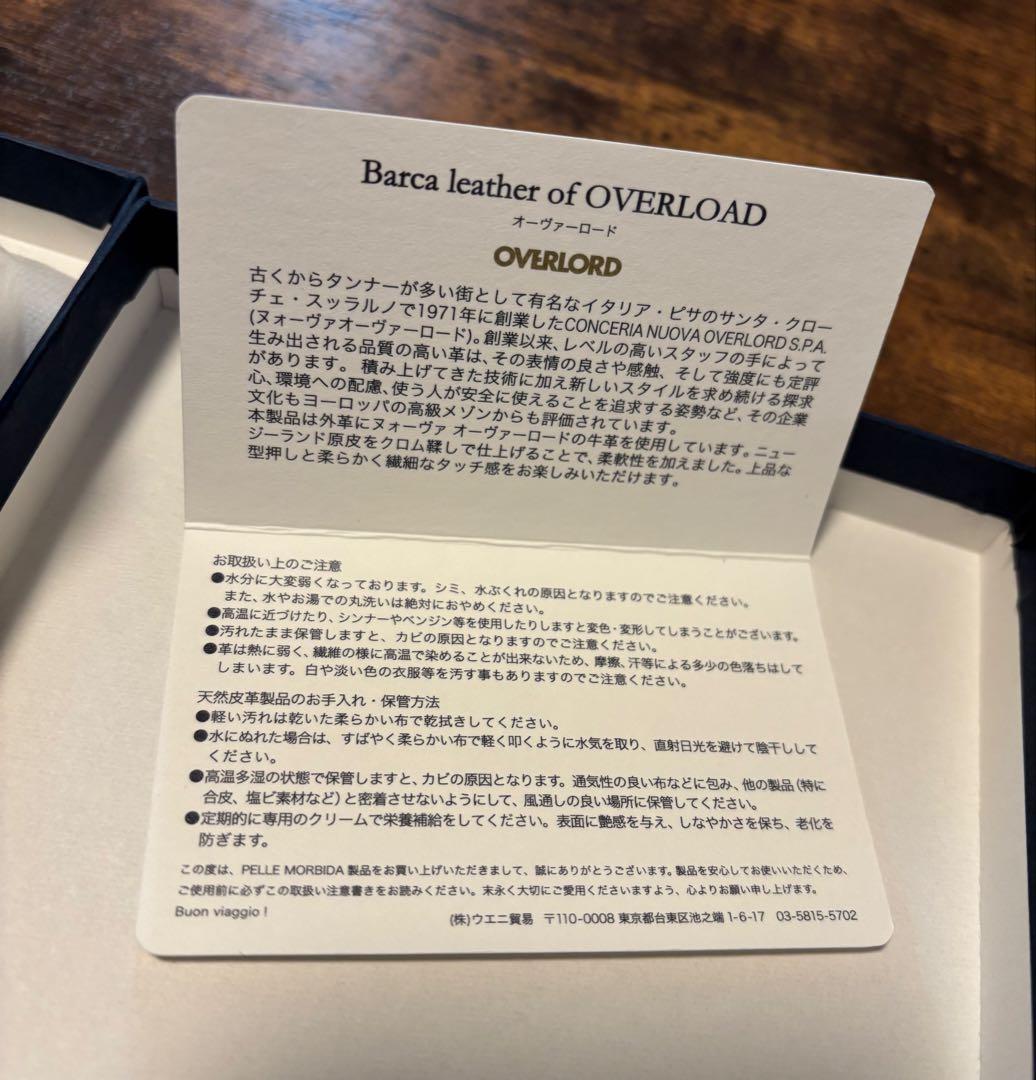 Barca leather of OVERLOAD
オーヴァーロード
OVERLORD
古くからタンナーが多い街として有名なイタリア・ピサのサンタ・クロー
チェ・スッラルノで1971年に創業したCONCERIA NUOVA OVERLORD S.P.A.
(ヌォーヴァオーヴァーロード)。創業以来、レベルの高いスタッフの手によって
生み出される品質の高い革は、その表情の良さや感触、そして強度にも定評
があります。積み上げてきた技術に加え新しいスタイルを求め続ける探求
心、環境への配慮、使う人が安全に使えることを追求する姿勢など、その企業
文化もヨーロッパの高級メゾンからも評価されています。
本製品は外革にヌォーヴァ オーヴァーロードの牛革を使用しています。ニュー
ジーランド原皮をクロム鞣しで仕上げることで、柔軟性を加えました。上品な
型押しと柔らかく繊細なタッチ感をお楽しみいただけます。
お取扱い上のご注意
●水分に大変弱くなっております。シミ、水ぶくれの原因となりますのでご注意ください。
また、水やお湯での丸洗いは絶対におやめください。
●高温に近づけたり、シンナーやベンジン等を使用したりしますと変色・変形してしまうことがございます。
●汚れたまま保管しますと、カビの原因となりますのでご注意ください。
●革は熱に弱く、繊維の様に高温で染めることが出来ないため、摩擦、汗等による多少の色落ちはして
しまいます。白や淡い色の衣服等を汚す事もありますのでご注意ください。
天然皮革製品のお手入れ・保管方法
●軽い汚れは乾いた柔らかい布で乾拭きしてください。
●水にぬれた場合は、すばやく柔らかい布で軽く叩くように水気を取り、直射日光を避けて陰干しして
ください。
●高温多湿の状態で保管しますと、カビの原因となります。通気性の良い布などに包み、他の製品(特に
合皮、塩ビ素材など)と密着させないようにして、風通しの良い場所に保管してください。
●定期的に専用のクリームで栄養補給をしてください。表面に艶感を与え、しなやかさを保ち、老化を
防ぎます。
この度は、PELLE MORBIDA 製品をお買い上げいただきまして、誠にありがとうございます。製品を安心してお使いいただくため、
ご使用前に必ずこの取扱い注意書きをお読みください。末永く大切にご愛用くださいますよう、心よりお願い申し上げます。
Buon viaggio !
(株)ウエニ貿易 〒110-0008 東京都台東区池之端 1-6-17 03-5815-5702